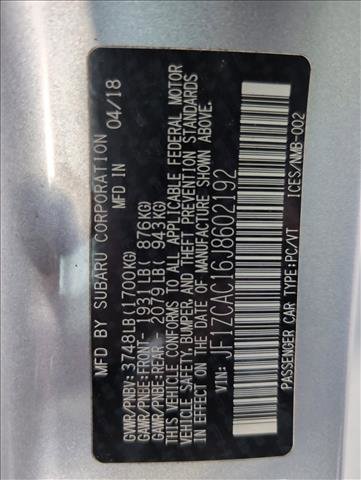 MFD BY SUBARU CORPORATION 04/18
GVWR/PNBV: 3748LB(1700KG)
GAWR/PNBE:FRONT- 1931LB( 876KG)
GAWR/PNBE:REAR - 2079LB( 943KG)
THIS VEHICLE CONFORMS TO ALL APPLICABLE FEDERAL MOTOR
VEHICLE SAFETY,BUMPER, AND THEFT PREVENTION STANDARDS
IN EFFECT ON THE DATE OF MANUFACTURE SHOWN ABOVE.
VIN: JF1ZCAC16J8602192
ICES/NMB-002
PASSENGER CAR TYPE:PC/VT